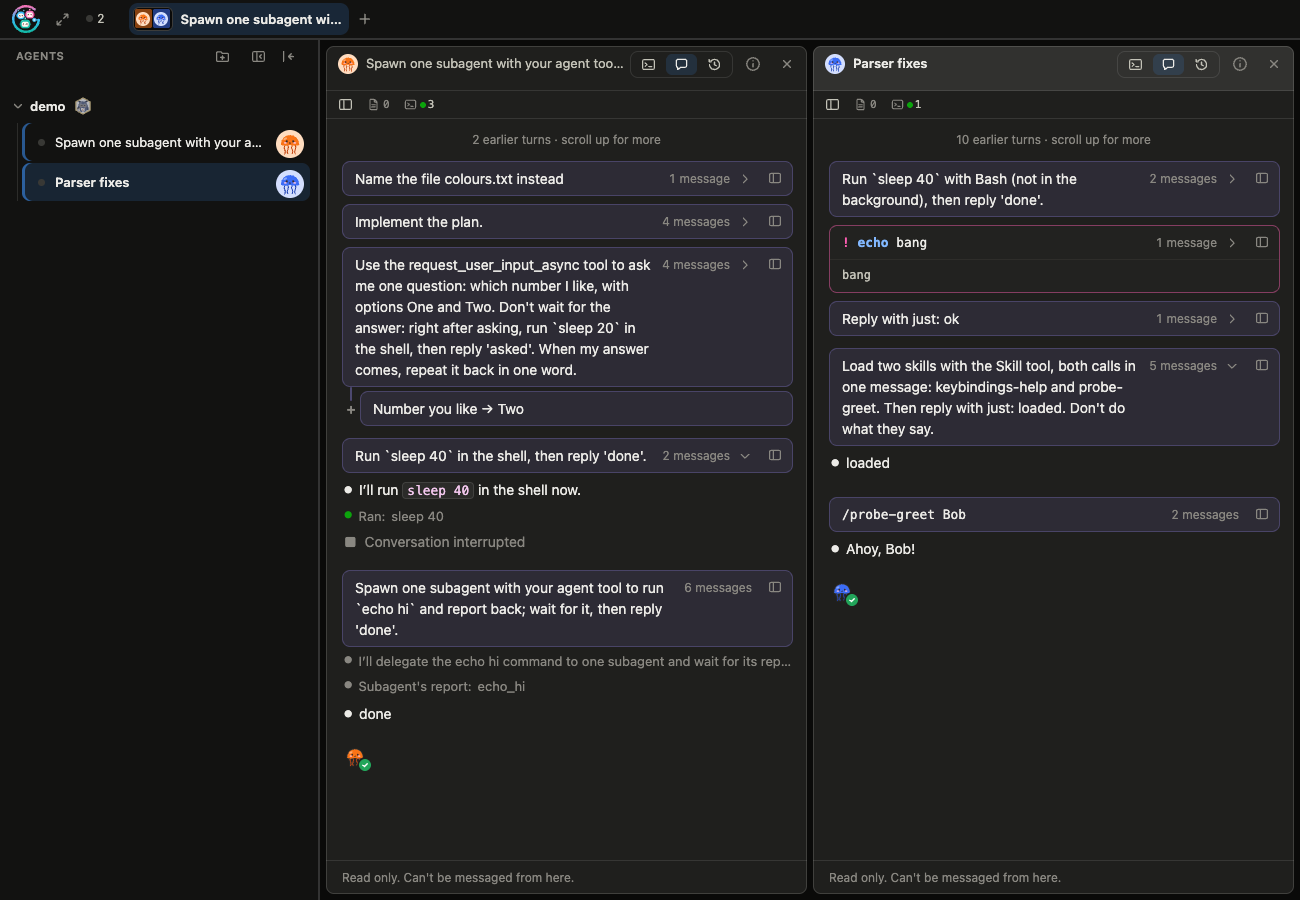 2
Spawn one subagent wi...
AGENTS
demo
Spawn one subagent with your a...
Parser fixes
Spawn one subagent with your agent too...
0
3
2 earlier turns · scroll up for more
Name the file colours.txt instead
1 message
Implement the plan.
4 messages
Use the request_user_input_async tool to ask
4 messages
me one question: which number I like, with
options One and Two. Don't wait for the
answer: right after asking, run `sleep 20` in
the shell, then reply 'asked'. When my answer
comes, repeat it back in one word.
+
Number you like → Two
Run `sleep 40` in the shell, then reply 'done'.
2 messages
I'll run sleep 40 in the shell now.
Ran: sleep 40
Conversation interrupted
Spawn one subagent with your agent tool to run
6 messages
`echo hi` and report back; wait for it, then reply
'done'.
I'll delegate the echo hi command to one subagent and wait for its rep...
Subagent's report: echo_hi
done
Read only. Can't be messaged from here.
Parser fixes
0
1
10 earlier turns · scroll up for more
Run `sleep 40` with Bash (not in the
2 messages
background), then reply 'done'.
! echo bang
1 message
bang
Reply with just: ok
1 message
Load two skills with the Skill tool, both calls in
5 messages
one message: keybindings-help and probe-
greet. Then reply with just: loaded. Don't do
what they say.
loaded
/probe-greet Bob
2 messages
Ahoy, Bob!
Read only. Can't be messaged from here.